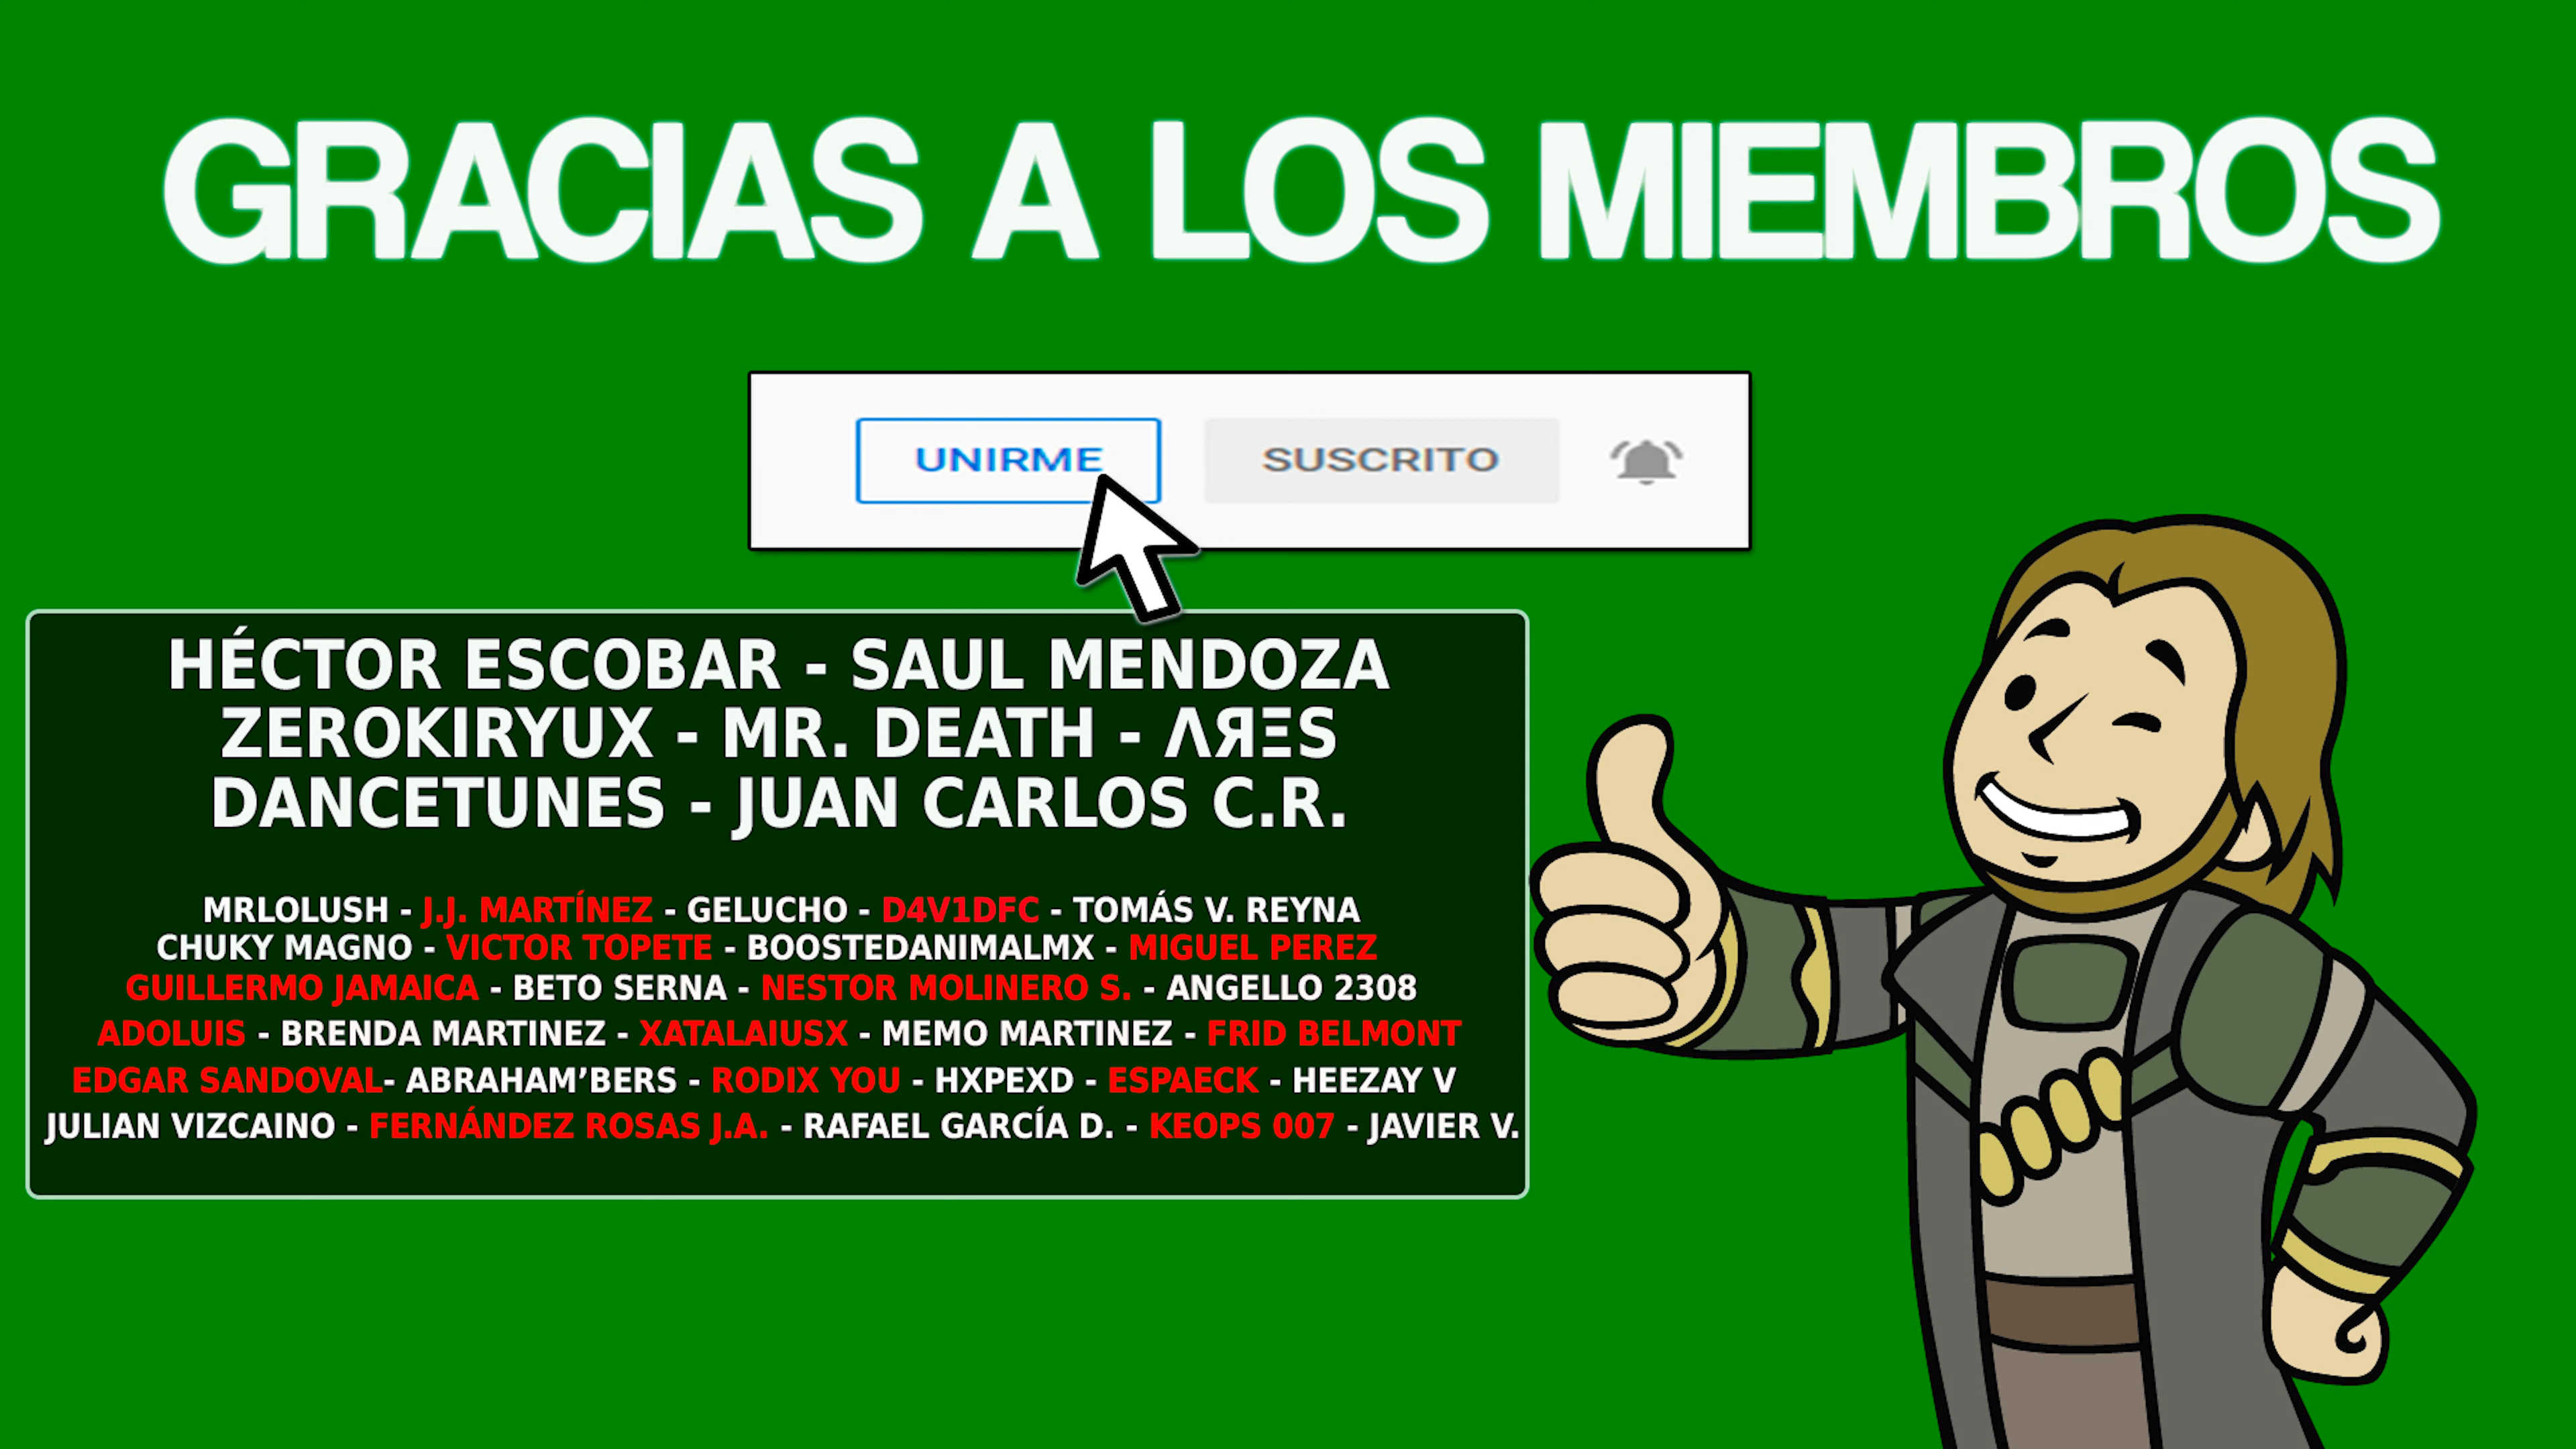 GRACIAS A LOS MIEMBROS
UNIRME SUSCRITO
HÉCTOR ESCOBAR - SAUL MENDOZA
ZEROKIRYUX - MR. DEATH - ΛЯΞS
DANCETUNES - JUAN CARLOS C.R.
MRLOLUSH - J.J. MARTÍNEZ - GELUCHO - D4V1DFC - TOMÁS V. REYNA
CHUKY MAGNO - VICTOR TOPETE - BOOSTEDANIMALMX - MIGUEL PEREZ
GUILLERMO JAMAICA - BETO SERNA - NESTOR MOLINERO S. - ANGELLO 2308
ADOLUIS - BRENDA MARTINEZ - XATALAIUSX - MEMO MARTINEZ - FRID BELMONT
EDGAR SANDOVAL- ABRAHAM’BERS - RODIX YOU - HXPEXD - ESPAECK - HEEZAY V
JULIAN VIZCAINO - FERNÁNDEZ ROSAS J.A. - RAFAEL GARCÍA D. - KEOPS 007 - JAVIER V.